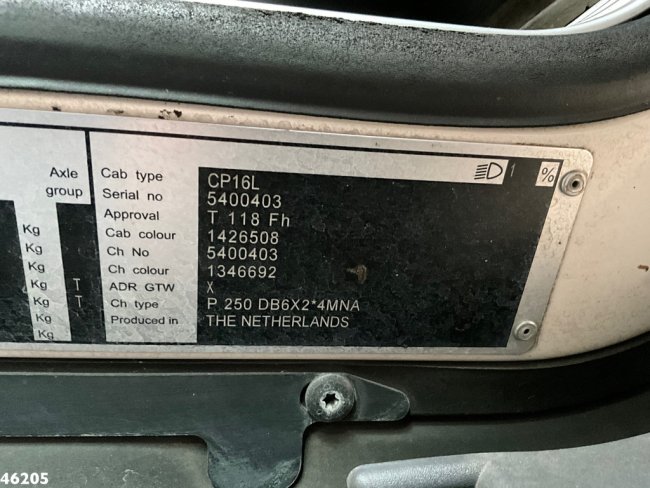 Axle group
Kg
Kg
Kg
Kg T
Kg T
Kg
Kg
Cab type CP16L
Serial no 5400403
Approval T 118 Fh
Cab colour 1426508
Ch No 5400403
Ch colour 1346692
ADR GTW X
Ch type P 250 DB6X2*4MNA
Produced in THE NETHERLANDS
1 %
46205